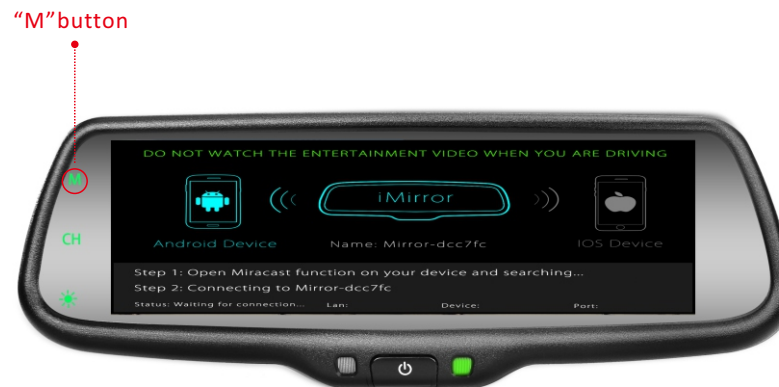 “M”button
DO NOT WATCH THE ENTERTAINMENT VIDEO WHEN YOU ARE DRIVING
M
iMirror
CH
Android Device
Name: Mirror-dcc7fc
IOS Device
Step 1: Open Miracast function on your device and searching...
Step 2: Connecting to Mirror-dcc7fc
Status: Waiting for connection... Lan: Device: Port: